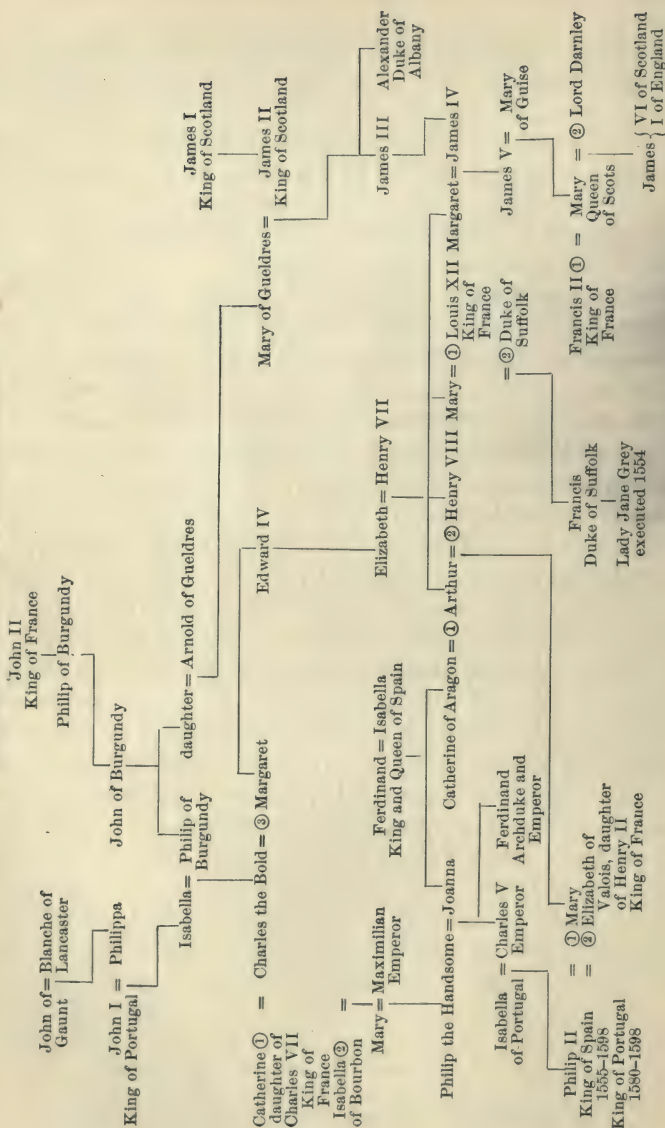 John of = Blanche of
Gaunt Lancaster
John II
King of France
Philip of Burgundy
John I = Philippa
King of Portugal
John of Burgundy
James I
King of Scotland
Isabella = Philip of
Burgundy
daughter = Arnold of Gueldres
Catherine ① = Charles the Bold = ③ Margaret
daughter of
Charles VII
King of
France
Isabella ② =
of Bourbon
Edward IV
Mary of Gueldres = James II
King of Scotland
Mary = Maximilian
Emperor
Ferdinand = Isabella
King and Queen of Spain
Elizabeth = Henry VII
James III
Alexander
Duke of
Albany
Philip the Handsome = Joanna
Catherine of Aragon = ① Arthur = ② Henry VIII
Mary = ① Louis XII
King of
France
= ② Duke of
Suffolk
Margaret = James IV
Isabella = Charles V
of Portugal Emperor
Ferdinand
Archduke and
Emperor
James V = Mary
of Guise
Philip II = ① Mary
King of Spain = ② Elizabeth of
1555–1598 Valois, daughter
King of Portugal of Henry II
1580–1598 King of France
Francis
Duke of Suffolk
Lady Jane Grey
executed 1554
Francis II ① = Mary = ② Lord Darnley
King of Queen
France of Scots
James { VI of Scotland
I of England